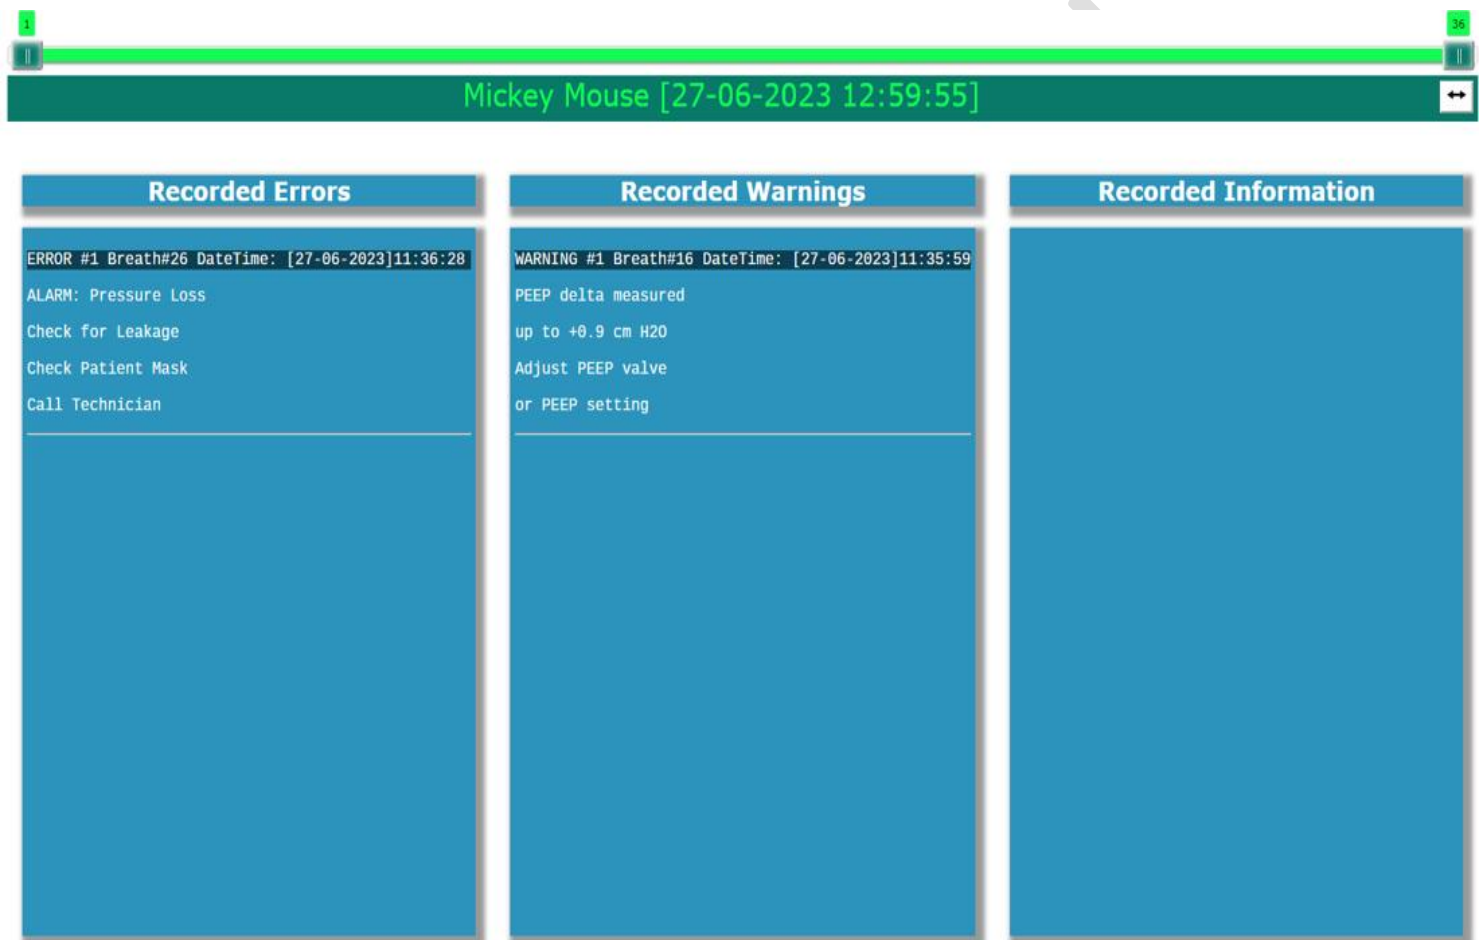 1
36
Mickey Mouse [27-06-2023 12:59:55]
Recorded Errors
ERROR #1 Breath#26 DateTime: [27-06-2023]11:36:28
ALARM: Pressure Loss
Check for Leakage
Check Patient Mask
Call Technician
Recorded Warnings
WARNING #1 Breath#16 DateTime: [27-06-2023]11:35:59
PEEP delta measured
up to +0.9 cm H2O
Adjust PEEP valve
or PEEP setting
Recorded Information